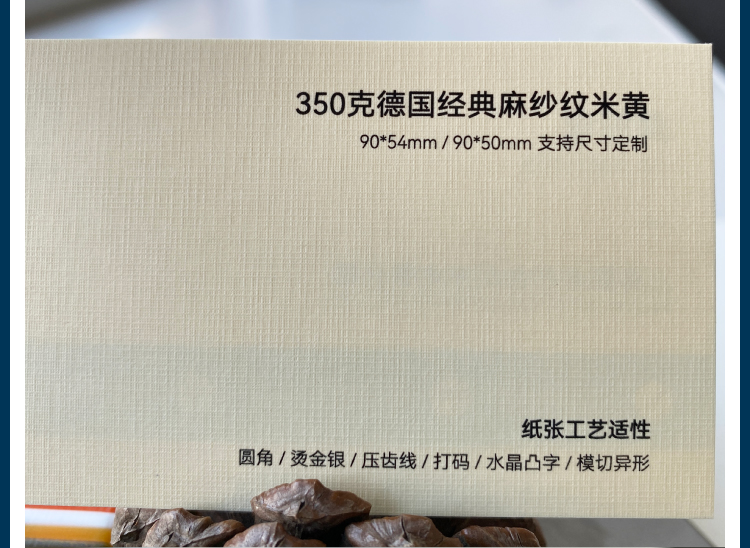 350克德国经典麻纱纹米黄
90*54mm / 90*50mm 支持尺寸定制
纸张工艺适性
圆角 / 烫金银 / 压齿线 / 打码 / 水晶凸字 / 模切异形